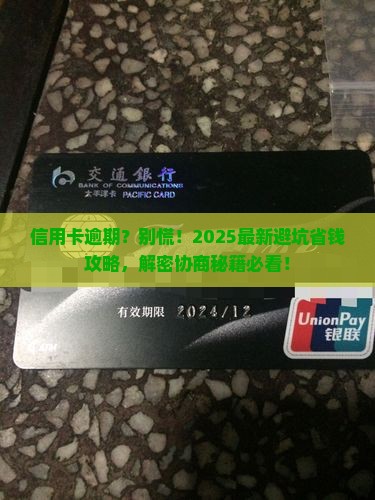 交通銀行
BANK OF COMMUNICATIONS
太平洋卡 PACIFIC CARD
信用卡逾期？别慌！2025最新避坑省钱
攻略，解密协商秘籍必看！
有效期限 2024/12
ATM
UnionPay
银联